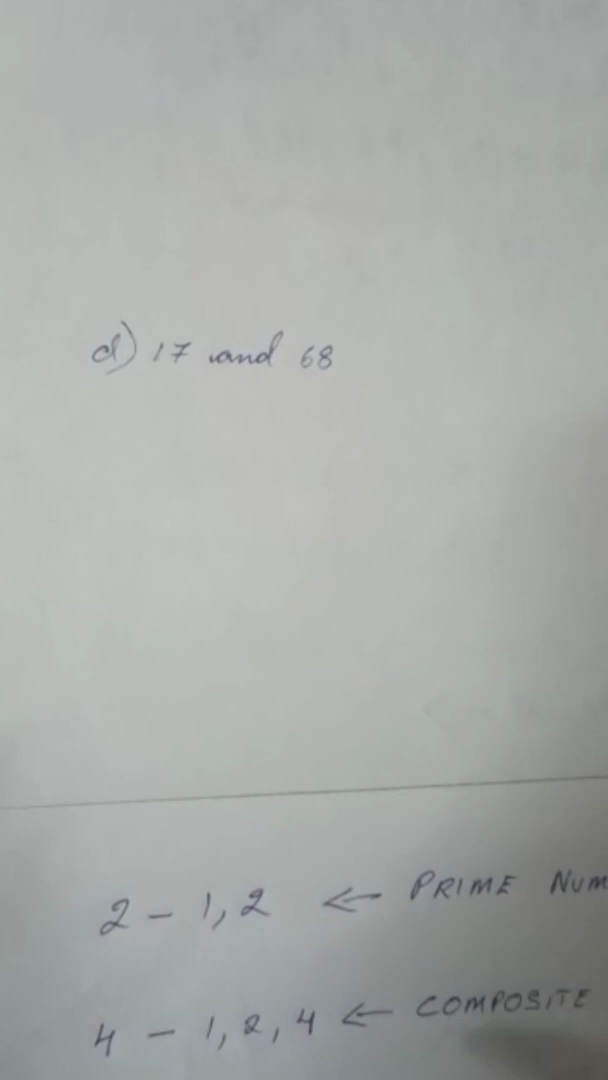 d) 17 and 68
2 - 1, 2 ← PRIME NUM
4 - 1, 2, 4 ← COMPOSITE